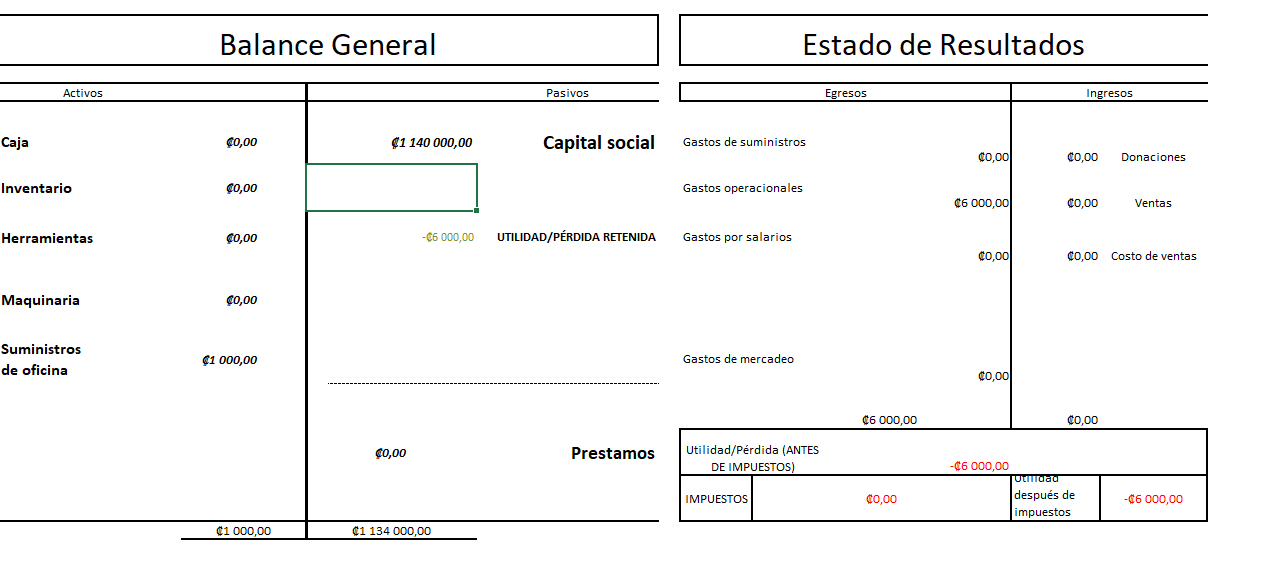 Balance General
Estado de Resultados
Activos
Pasivos
Egresos
Ingresos
Caja ₡0,00 ₡1 140 000,00 Capital social
Gastos de suministros
₡0,00 ₡0,00 Donaciones
Inventario ₡0,00
Gastos operacionales
₡6 000,00 ₡0,00 Ventas
Herramientas ₡0,00 -₡6 000,00 UTILIDAD/PÉRDIDA RETENIDA
Gastos por salarios
₡0,00 ₡0,00 Costo de ventas
Maquinaria ₡0,00
Suministros
de oficina ₡1 000,00
Gastos de mercadeo
₡0,00
₡6 000,00 ₡0,00
₡0,00 Prestamos
Utilidad/Pérdida (ANTES
DE IMPUESTOS) -₡6 000,00
IMPUESTOS ₡0,00
Utilidad
después de
impuestos
-₡6 000,00
₡1 000,00 ₡1 134 000,00